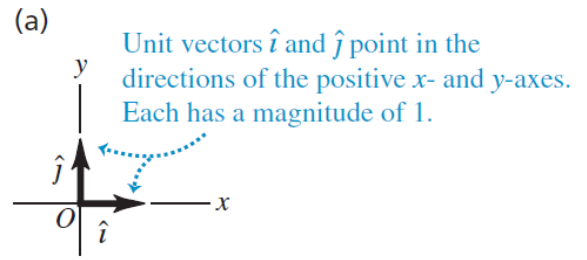 (a)
Unit vectors î and ĵ point in the
y
directions of the positive x- and y-axes.
Each has a magnitude of 1.
ĵ
x
O
î